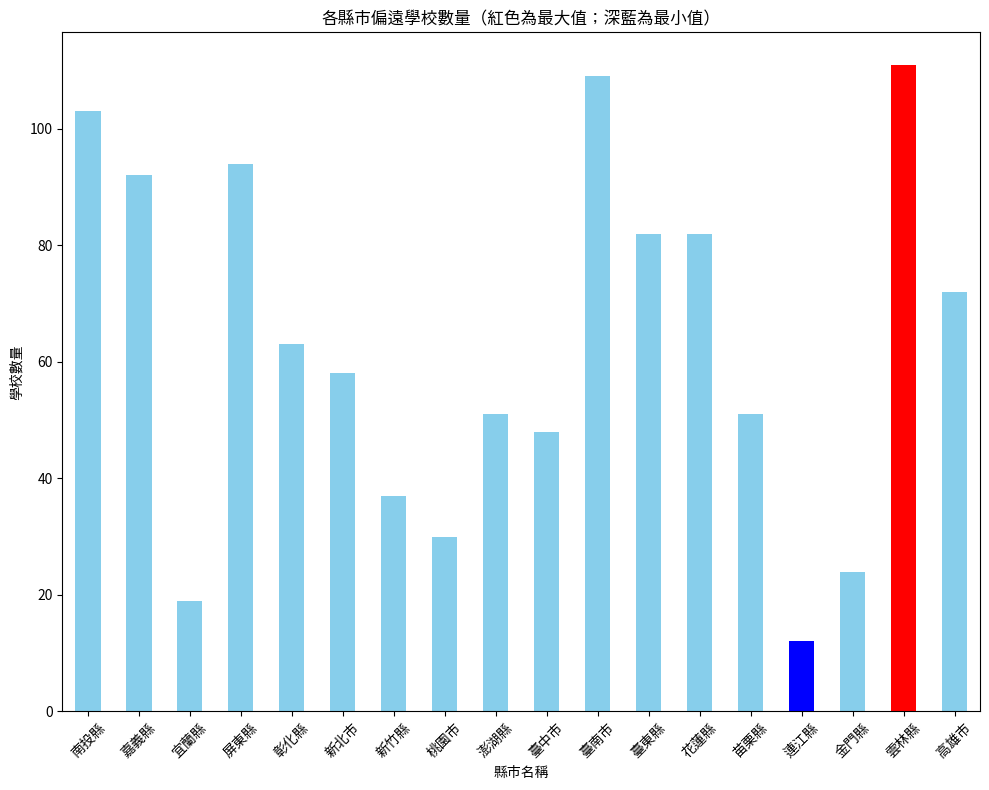 各縣市偏遠學校數量（紅色為最大值；深藍為最小值）
學校數量
100
80
60
40
20
0
南投縣
嘉義縣
宜蘭縣
屏東縣
彰化縣
新北市
新竹縣
桃園市
澎湖縣
臺中市
臺南市
臺東縣
花蓮縣
苗栗縣
連江縣
金門縣
雲林縣
高雄市
縣市名稱